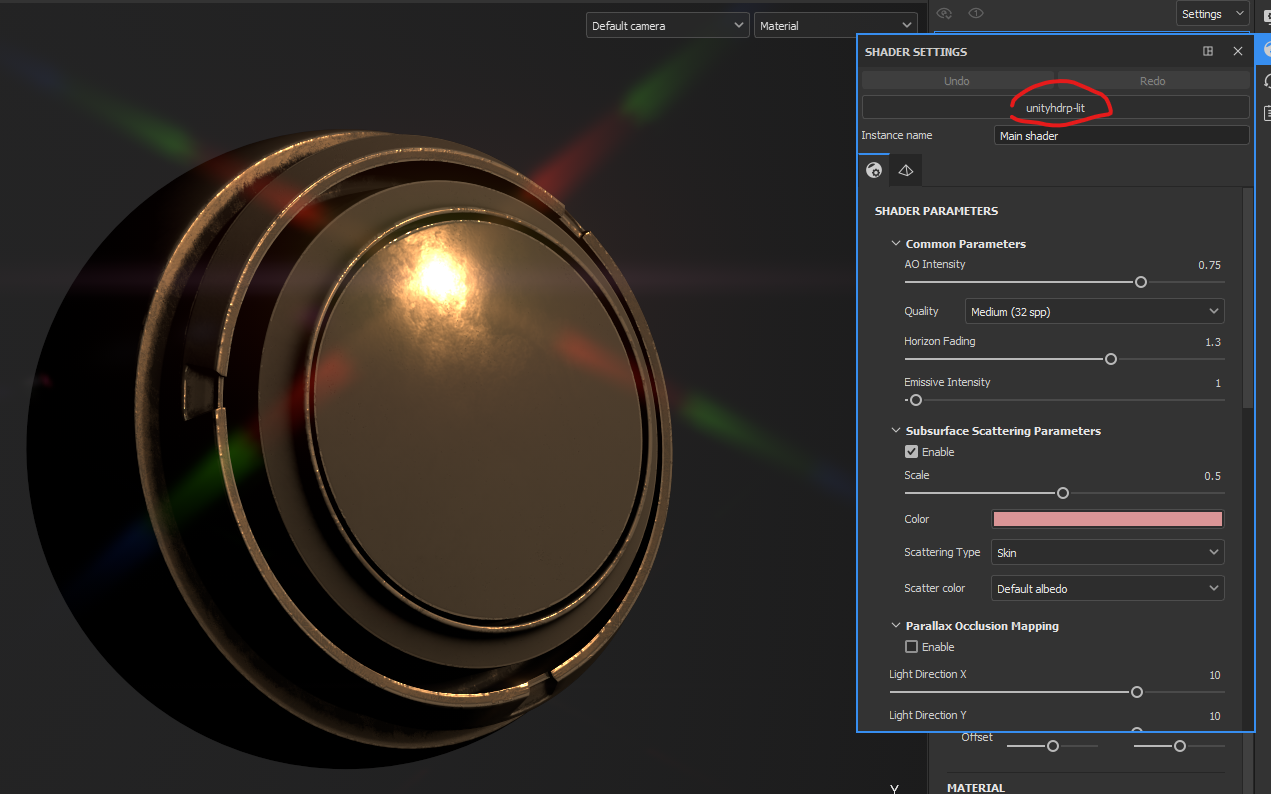 Default camera
Material
Settings
SHADER SETTINGS
Undo
Redo
unityhdrp-lit
Instance name
Main shader
SHADER PARAMETERS
Common Parameters
AO Intensity
0.75
Quality
Medium (32 spp)
Horizon Fading
1.3
Emissive Intensity
1
Subsurface Scattering Parameters
Enable
Scale
0.5
Color
Scattering Type
Skin
Scatter color
Default albedo
Parallax Occlusion Mapping
Enable
Light Direction X
10
Light Direction Y
10
Offset
MATERIAL
Y